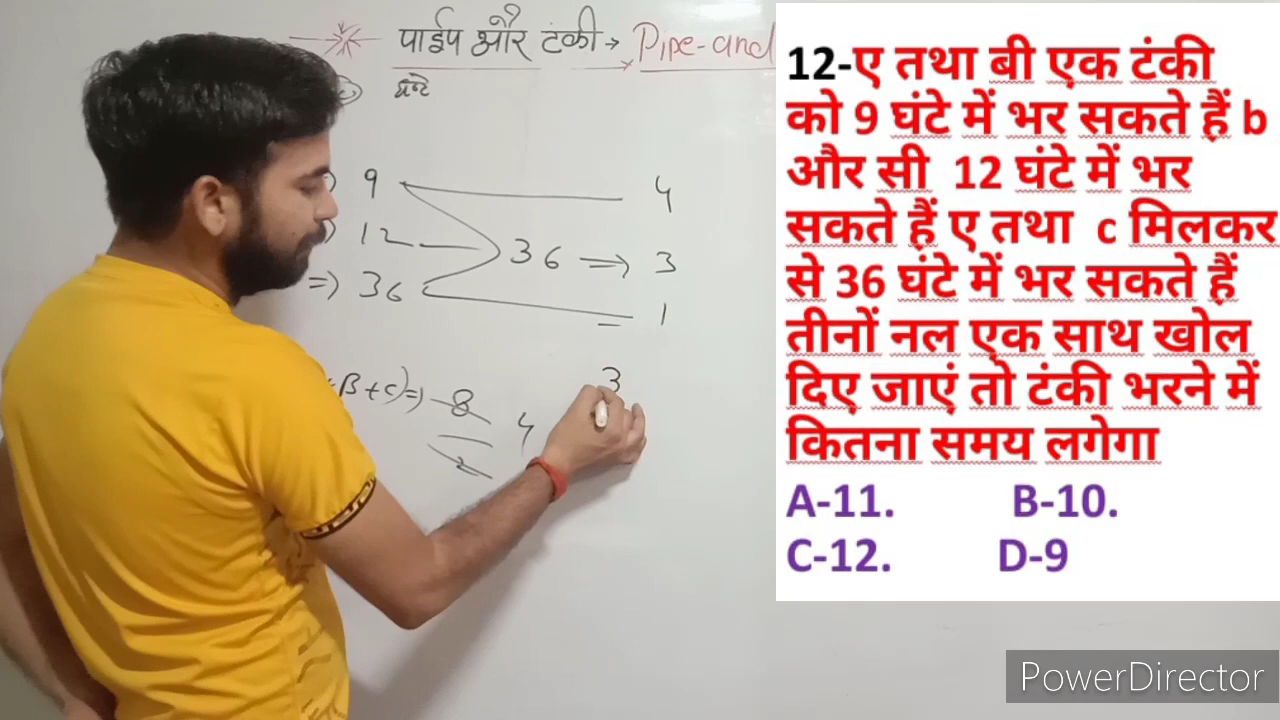 पाईप और टंकी → Pipe-and
घण्टे
9 4
12 36 ⇒ 3
⇒) 36 1
B+C)=) 8
2
4
3
12-ए तथा बी एक टंकी
को 9 घंटे में भर सकते हैं b
और सी 12 घंटे में भर
सकते हैं ए तथा c मिलकर
से 36 घंटे में भर सकते हैं
तीनों नल एक साथ खोल
दिए जाएं तो टंकी भरने में
कितना समय लगेगा
A-11. B-10.
C-12. D-9
PowerDirector